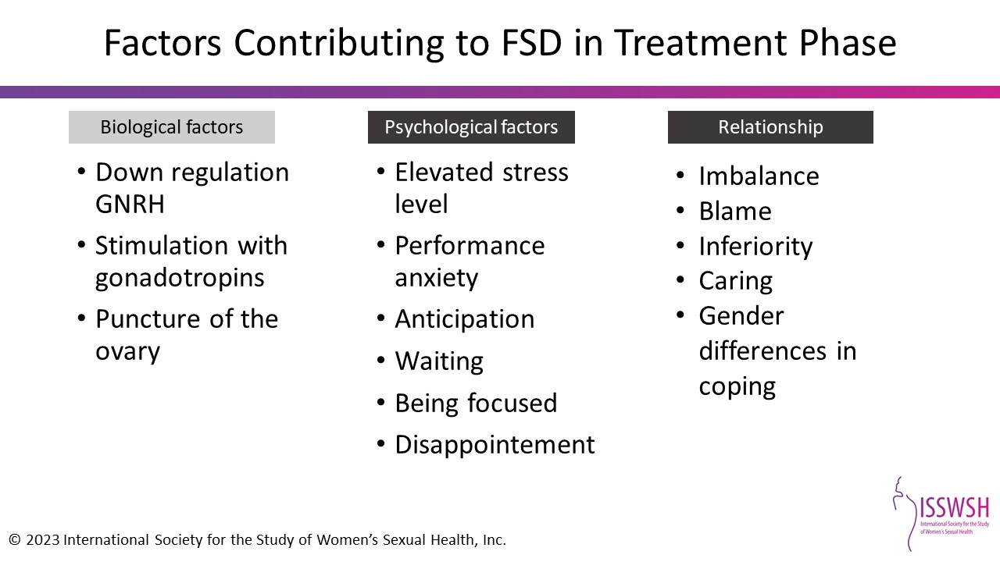 Factors Contributing to FSD in Treatment Phase
Biological factors
• Down regulation
GNRH
• Stimulation with
gonadotropins
• Puncture of the
ovary
Psychological factors
• Elevated stress
level
• Performance
anxiety
• Anticipation
• Waiting
• Being focused
• Disappointement
Relationship
• Imbalance
• Blame
• Inferiority
• Caring
• Gender
differences in
coping
ISSWSH
International Society for the Study
of Women's Sexual Health
© 2023 International Society for the Study of Women’s Sexual Health, Inc.